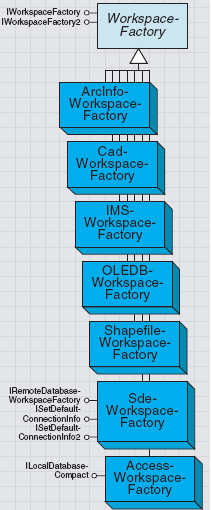 IWorkspaceFactory
IWorkspaceFactory2
Workspace-
Factory
ArcInfo-
Workspace-
Factory
Cad-
Workspace-
Factory
IMS-
Workspace-
Factory
OLEDB-
Workspace-
Factory
Shapefile-
Workspace-
Factory
IRemoteDatabase-
WorkspaceFactory
ISetDefault-
ConnectionInfo
ISetDefault-
ConnectionInfo2
Sde-
Workspace-
Factory
ILocalDatabase-
Compact
Access-
Workspace-
Factory